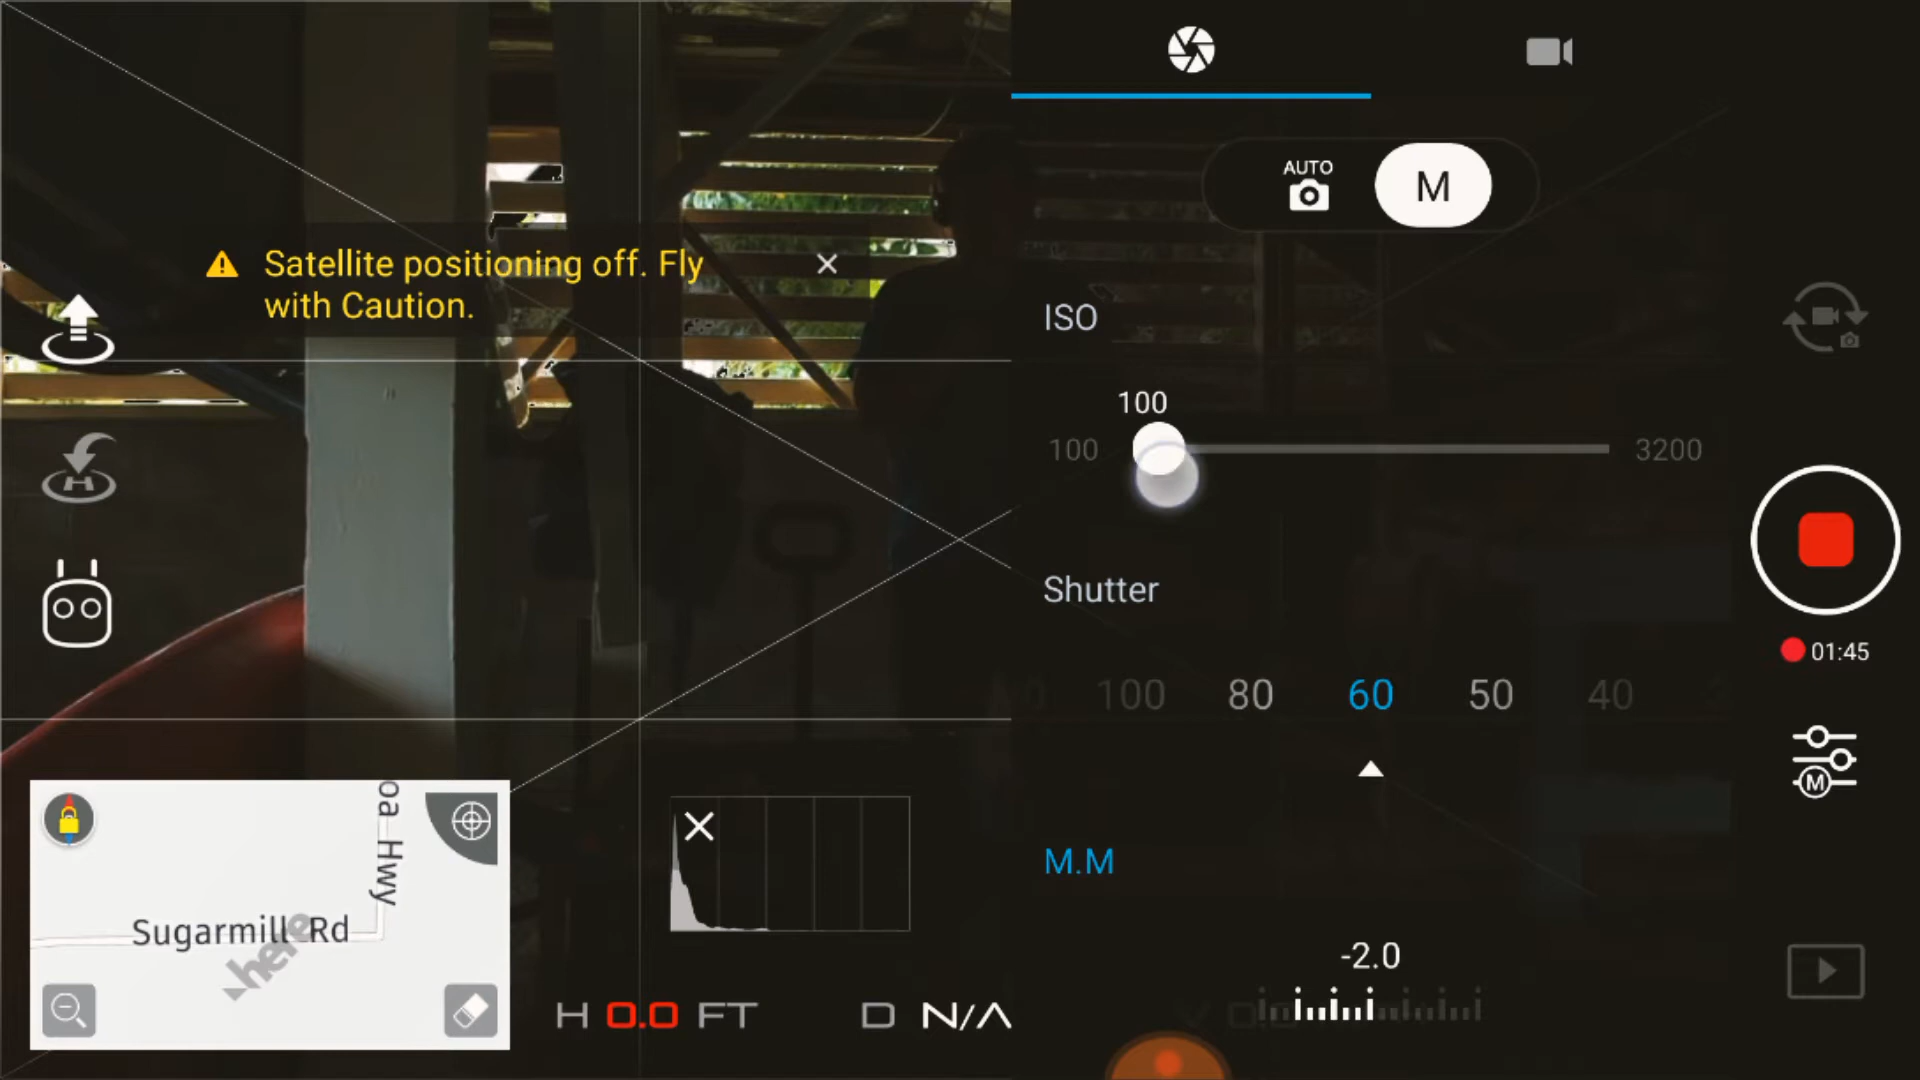 AUTO
M
Satellite positioning off. Fly
with Caution.
ISO
100
100
3200
Shutter
100
80
60
50
40
01:45
M
M.M
-2.0
oa Hwy
Sugarmill Rd
here
H 0.0 FT
D N/A